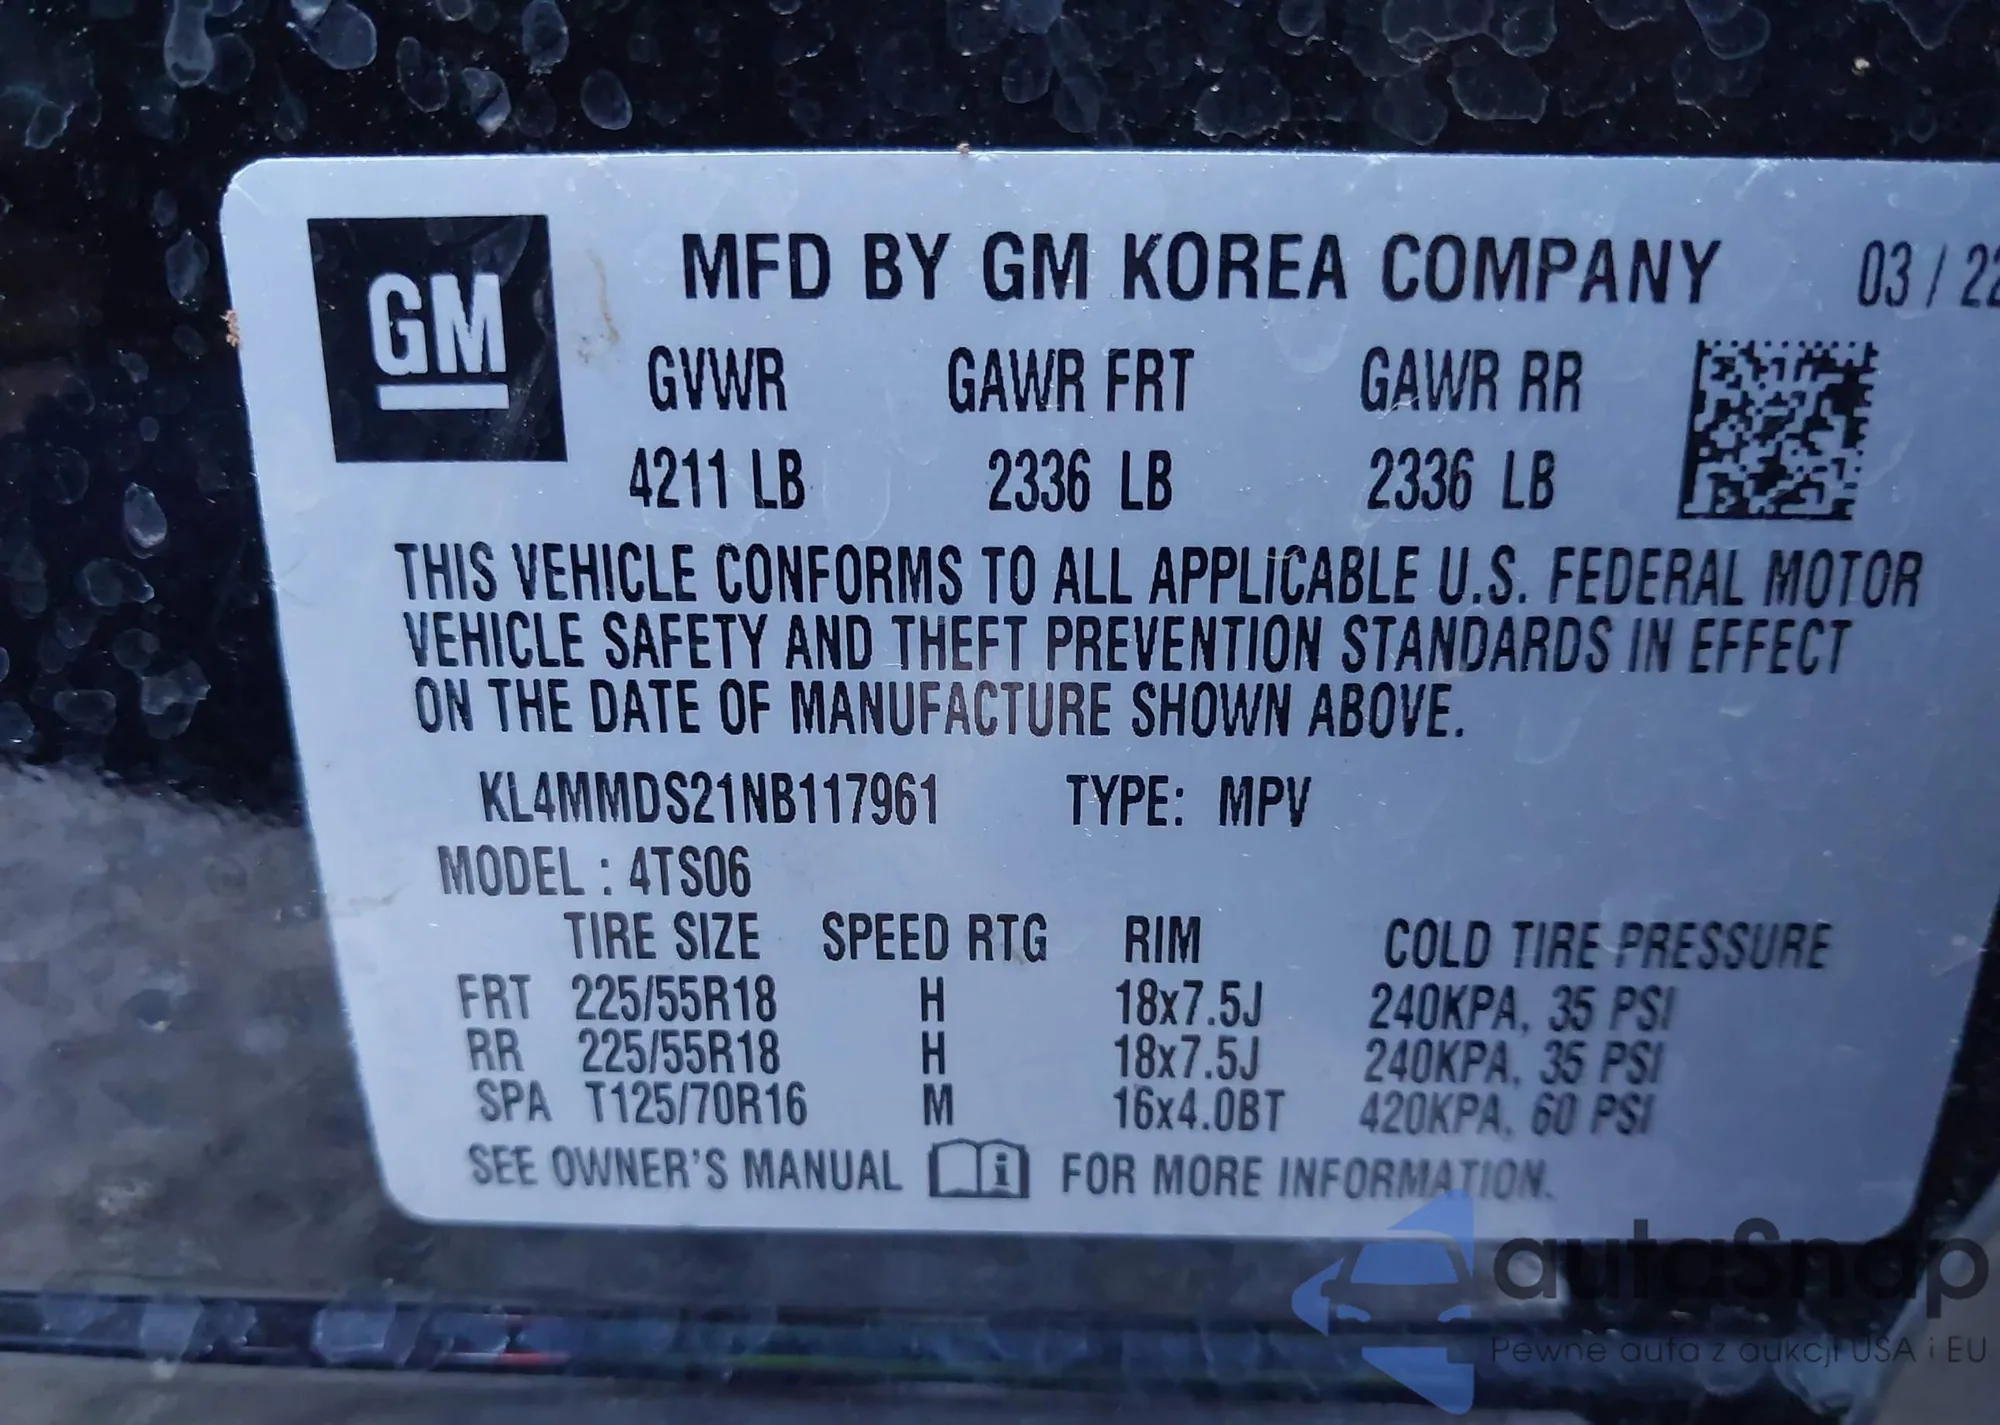 GM
MFD BY GM KOREA COMPANY 03 / 22
GVWR GAWR FRT GAWR RR
4211 LB 2336 LB 2336 LB
THIS VEHICLE CONFORMS TO ALL APPLICABLE U.S. FEDERAL MOTOR
VEHICLE SAFETY AND THEFT PREVENTION STANDARDS IN EFFECT
ON THE DATE OF MANUFACTURE SHOWN ABOVE.
KL4MMDS21NB117961 TYPE: MPV
MODEL : 4TS06
TIRE SIZE SPEED RTG RIM COLD TIRE PRESSURE
FRT 225/55R18 H 18x7.5J 240KPA, 35 PSI
RR 225/55R18 H 18x7.5J 240KPA, 35 PSI
SPA T125/70R16 M 16x4.0BT 420KPA, 60 PSI
SEE OWNER'S MANUAL i FOR MORE INFORMATION.
autaSnap
Pewne auta z aukcji USA i EU